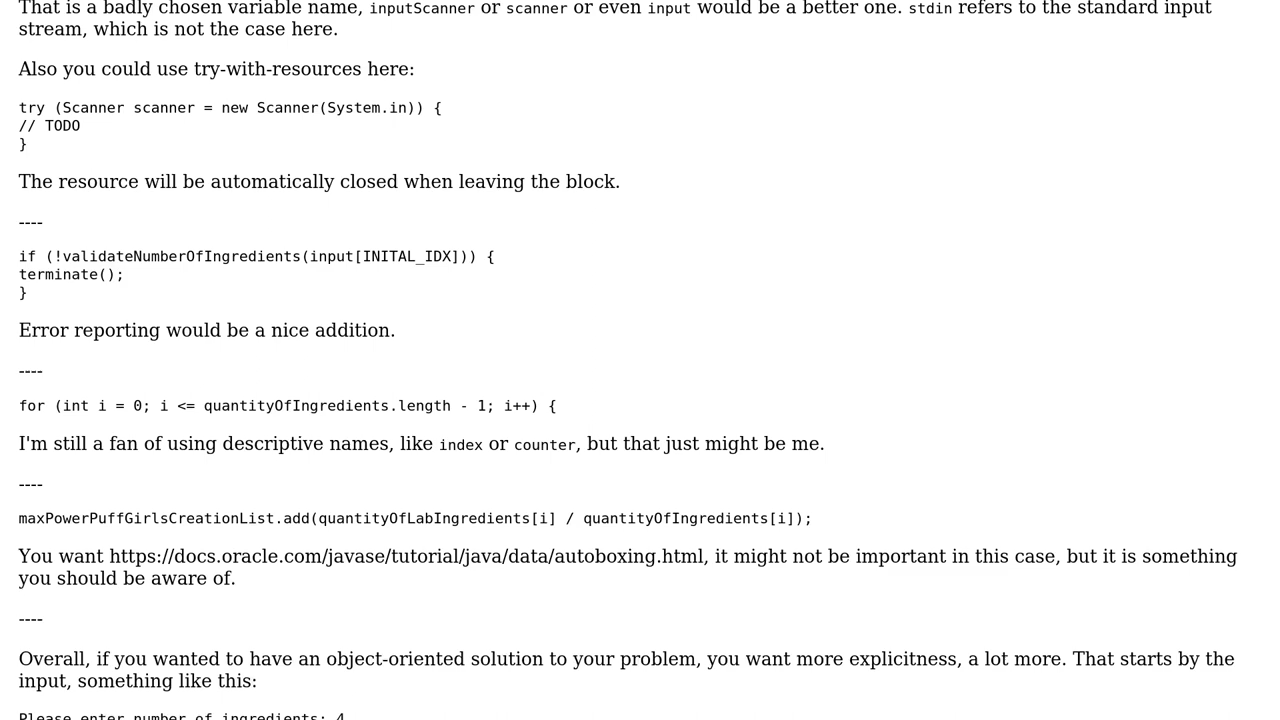 That is a badly chosen variable name, inputScanner or scanner or even input would be a better one. stdin refers to the standard input
stream, which is not the case here.
Also you could use try-with-resources here:
try (Scanner scanner = new Scanner(System.in)) {
// TODO
}
The resource will be automatically closed when leaving the block.
----
if (!validateNumberOfIngredients(input[INITAL_IDX])) {
terminate();
}
Error reporting would be a nice addition.
----
for (int i = 0; i <= quantityOfIngredients.length - 1; i++) {
I'm still a fan of using descriptive names, like index or counter, but that just might be me.
----
maxPowerPuffGirlsCreationList.add(quantityOfLabIngredients[i] / quantityOfIngredients[i]);
You want https://docs.oracle.com/javase/tutorial/java/data/autoboxing.html, it might not be important in this case, but it is something
you should be aware of.
----
Overall, if you wanted to have an object-oriented solution to your problem, you want more explicitness, a lot more. That starts by the
input, something like this:
Please enter number of ingredients: 4